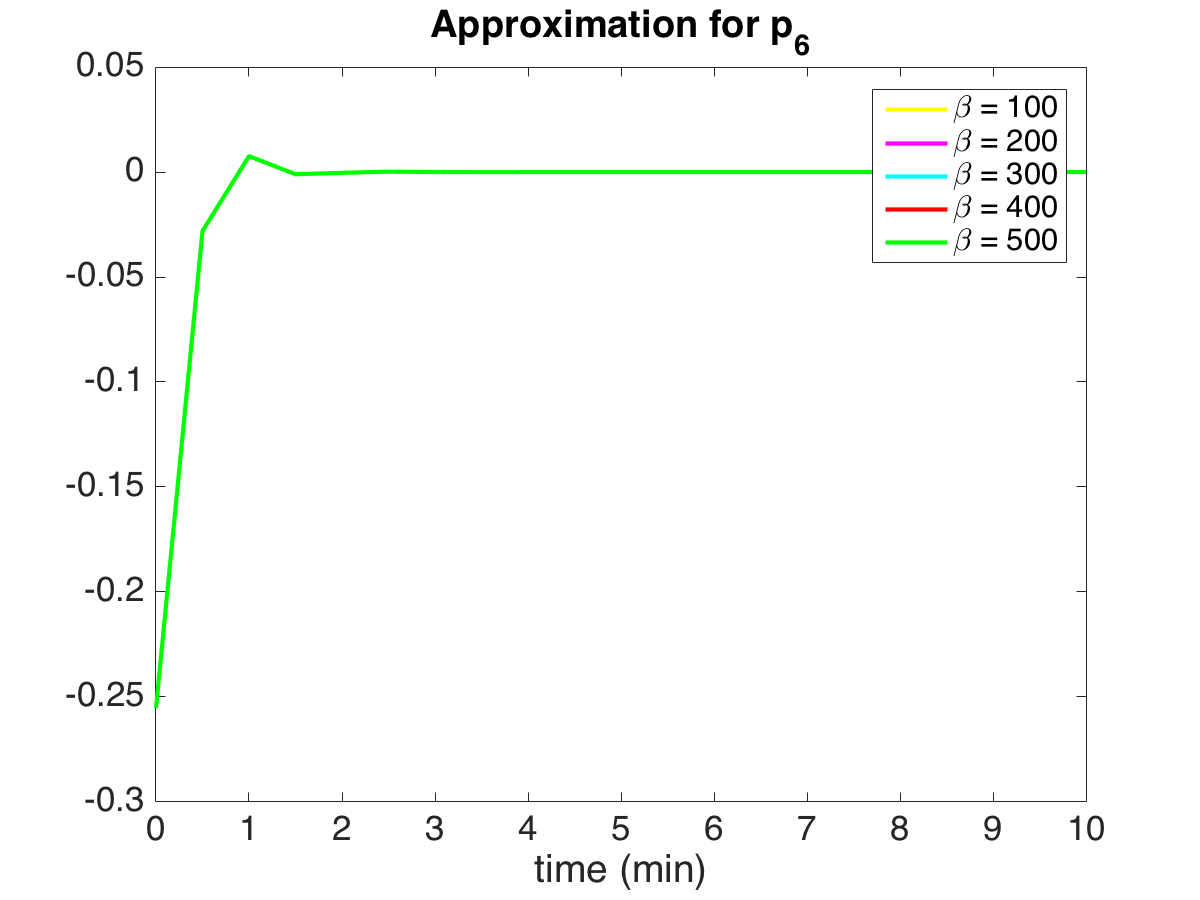 Approximation for p₆
0.05
0
-0.05
-0.1
-0.15
-0.2
-0.25
-0.3
β = 100
β = 200
β = 300
β = 400
β = 500
0 1 2 3 4 5 6 7 8 9 10
time (min)